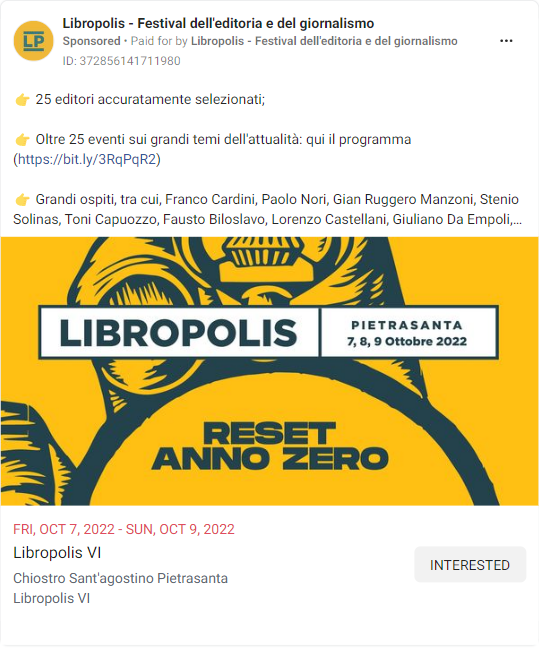 Libropolis - Festival dell'editoria e del giornalismo
Sponsored • Paid for by Libropolis - Festival dell'editoria e del giornalismo
ID: 372856141711980
LP
👉 25 editori accuratamente selezionati;
👉 Oltre 25 eventi sui grandi temi dell'attualità: qui il programma
(https://bit.ly/3RqPqR2)
👉 Grandi ospiti, tra cui, Franco Cardini, Paolo Nori, Gian Ruggero Manzoni, Stenio
Solinas, Toni Capuozzo, Fausto Biloslavo, Lorenzo Castellani, Giuliano Da Empoli,...
LIBROPOLIS
PIETRASANTA
7, 8, 9 Ottobre 2022
RESET
ANNO ZERO
FRI, OCT 7, 2022 - SUN, OCT 9, 2022
Libropolis VI
INTERESTED
Chiostro Sant'agostino Pietrasanta
Libropolis VI